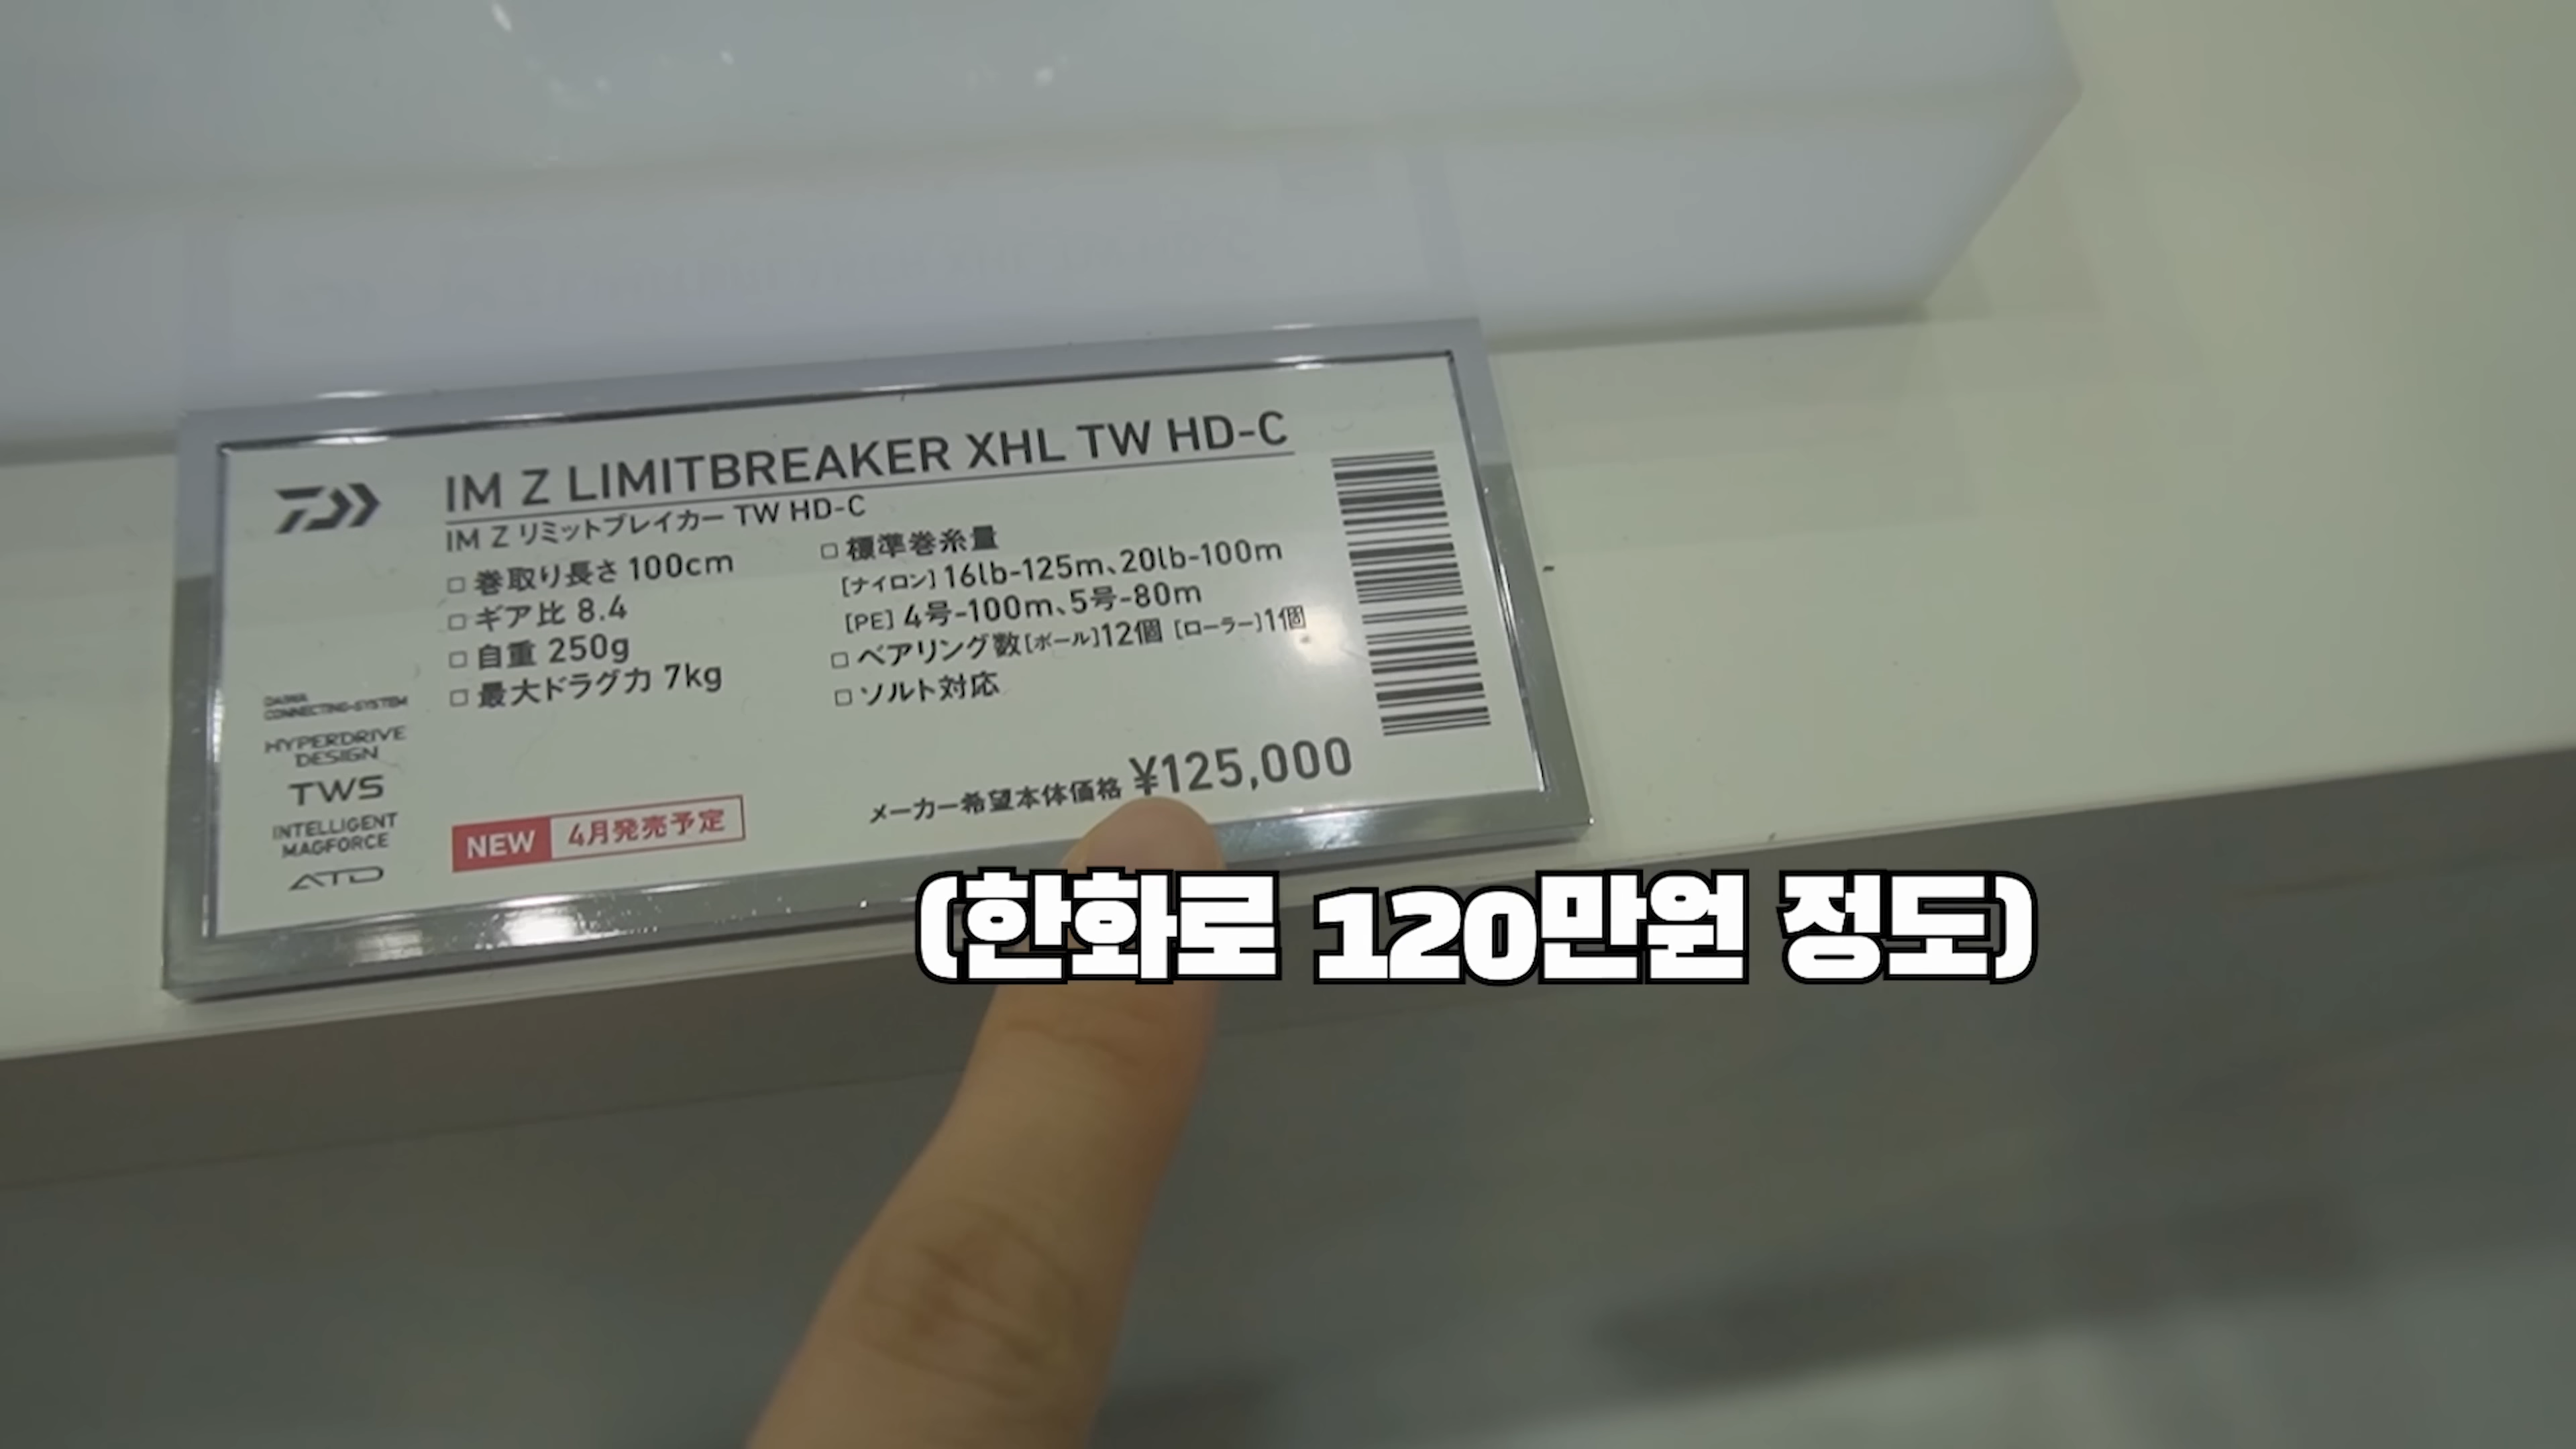 IM Z LIMITBREAKER XHL TW HD-C
IM Z リミットブレイカー TW HD-C
□ 巻取り長さ 100cm
□ ギア比 8.4
□ 自重 250g
□ 最大ドラグ力 7kg
□ 標準巻糸量
[ナイロン] 16lb-125m、20lb-100m
[PE] 4号-100m、5号-80m
□ ベアリング数[ボール]12個 [ローラー]1個
□ ソルト対応
DAIWA
CONNECTING-SYSTEM
HYPERDRIVE
DESIGN
TWS
INTELLIGENT
MAGFORCE
ATD
NEW 4月発売予定
メーカー希望本体価格 ¥125,000
(한화로 120만원 정도)